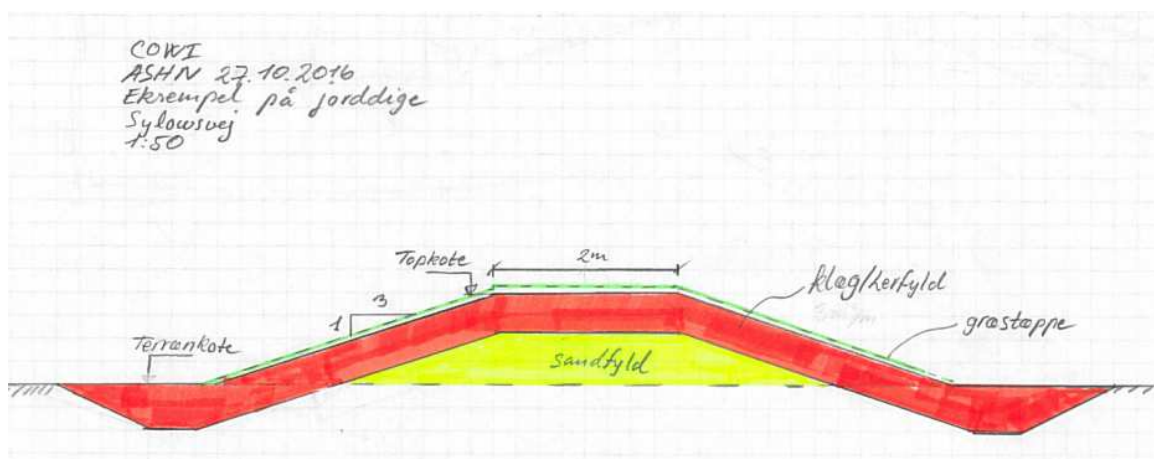 COWI
ASHN 27.10.2016
Eksempel på jorddige
Sylowsvej
1:50
Topkote
2m
klæg/lerfyld
3
1
græstæppe
Terrænkote
sandfyld